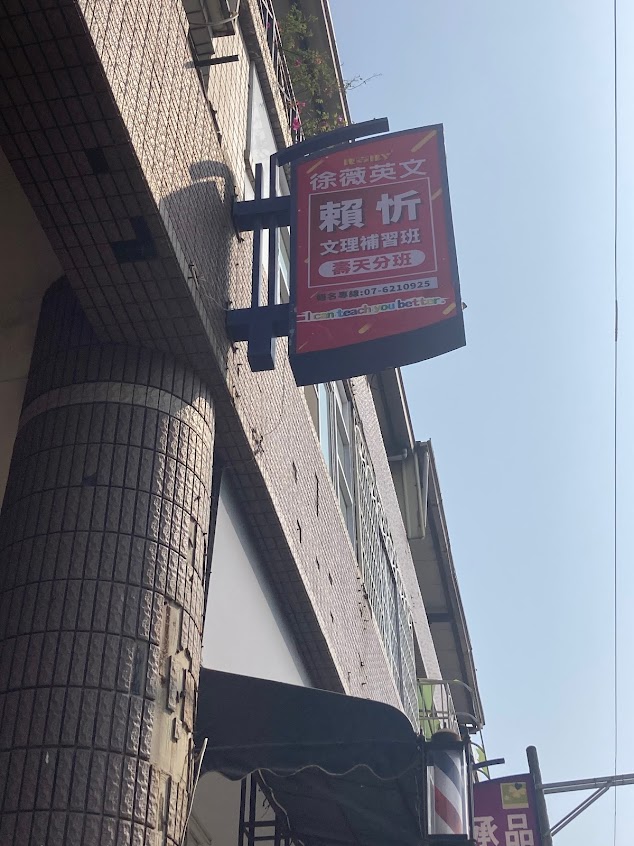 徐薇英文
賴忻
文理補習班
壽天分班
報名專線:07-6210925
I can teach you better.
品
承